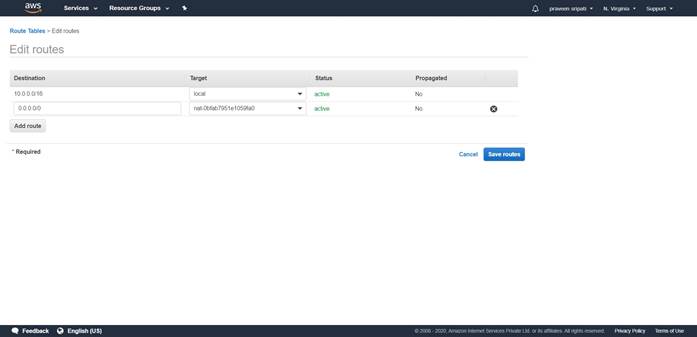 aws Services Resource Groups praveen sripati N. Virginia Support
Route Tables > Edit routes
Edit routes
Destination Target Status Propagated
10.0.0.0/16 local active No
0.0.0.0/0 nat-0bfab7951e1059fa0 active No
Add route
* Required Cancel Save routes
Feedback English (US) © 2008 - 2020, Amazon Internet Services Private Ltd. or its affiliates. All rights reserved. Privacy Policy Terms of Use